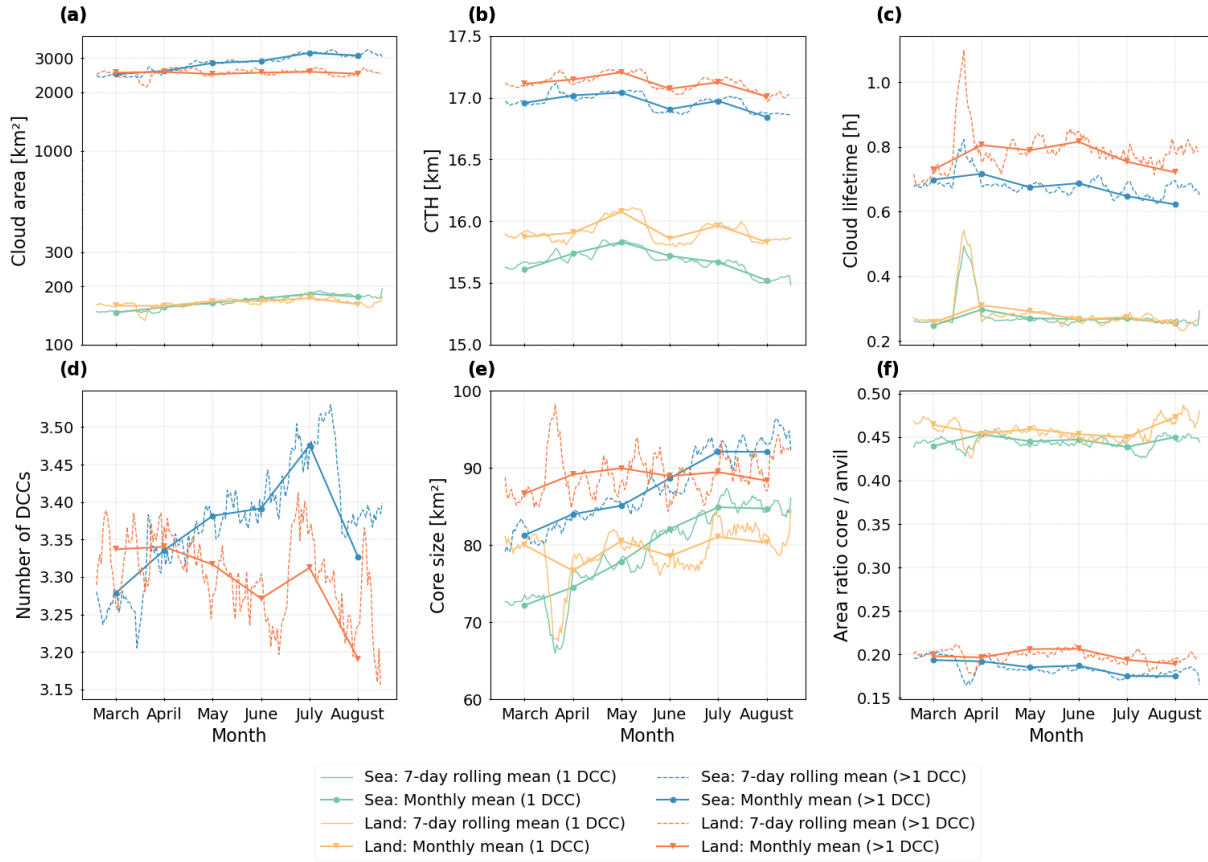 (a)
(b)
(c)
Cloud area [km²]
3000
2000
1000
300
200
100
CTH [km]
17.5
17.0
16.5
16.0
15.5
15.0
Cloud lifetime [h]
1.0
0.8
0.6
0.4
0.2
(d)
(e)
(f)
Number of DCCs
3.50
3.45
3.40
3.35
3.30
3.25
3.20
3.15
March April May June July August
Month
Core size [km²]
100
90
80
70
60
March April May June July August
Month
Area ratio core / anvil
0.50
0.45
0.40
0.35
0.30
0.25
0.20
0.15
March April May June July August
Month
Sea: 7-day rolling mean (1 DCC)
Sea: Monthly mean (1 DCC)
Land: 7-day rolling mean (1 DCC)
Land: Monthly mean (1 DCC)
Sea: 7-day rolling mean (>1 DCC)
Sea: Monthly mean (>1 DCC)
Land: 7-day rolling mean (>1 DCC)
Land: Monthly mean (>1 DCC)